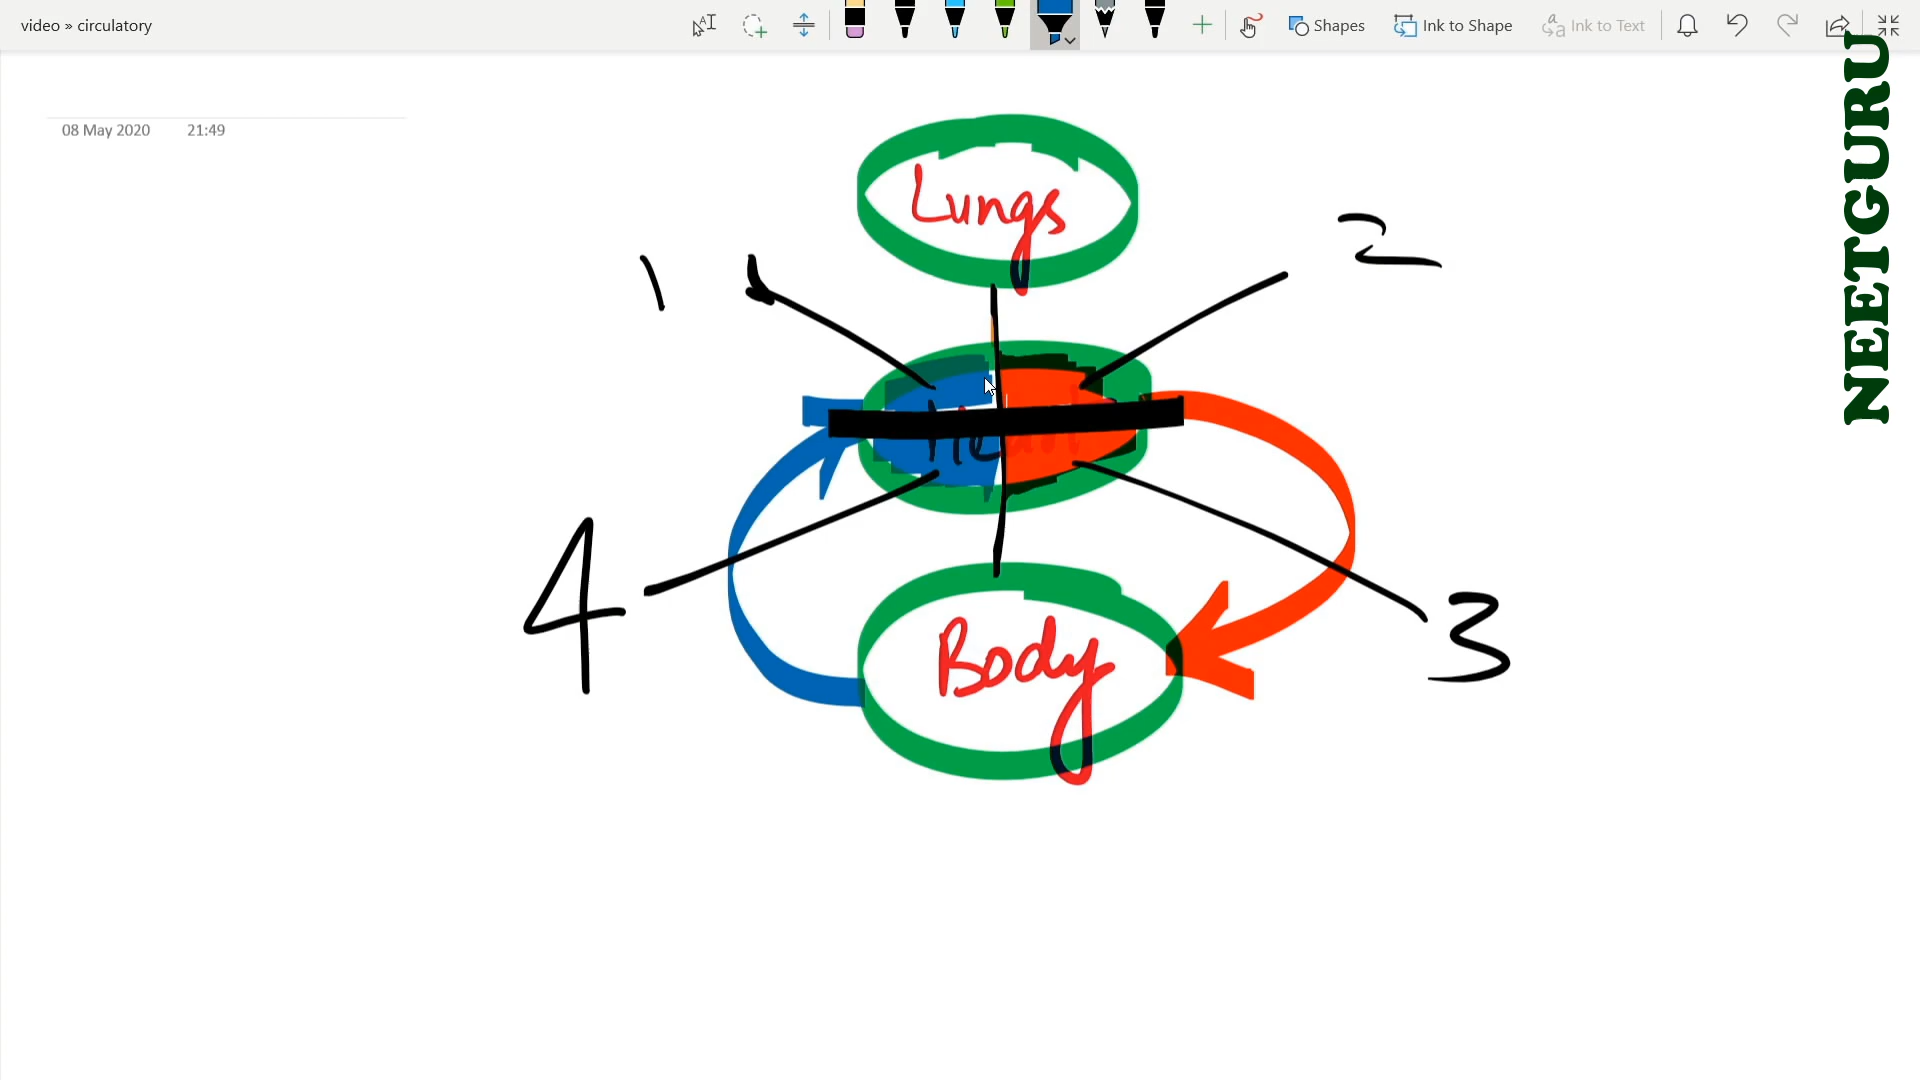 video » circulatory
Shapes
Ink to Shape
Ink to Text
08 May 2020 21:49
NEETGURU
Lungs
1
2
Heart
4
3
Body